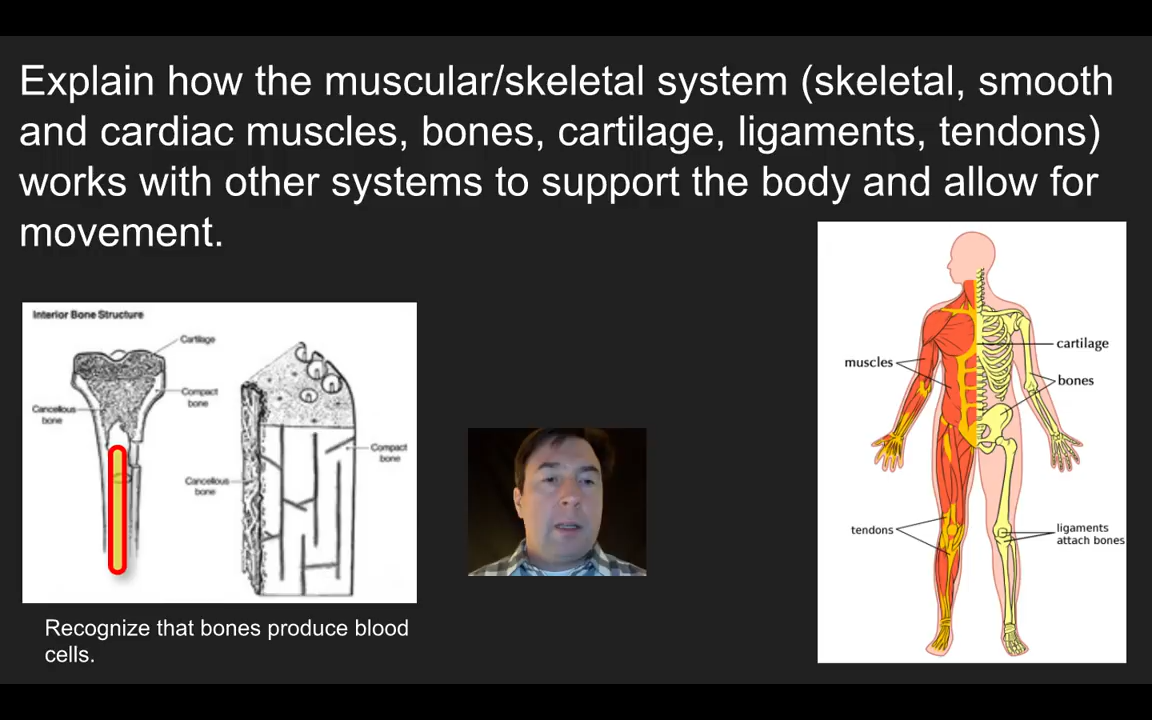 Explain how the muscular/skeletal system (skeletal, smooth
and cardiac muscles, bones, cartilage, ligaments, tendons)
works with other systems to support the body and allow for
movement.
Interior Bone Structure
Cartilage
Compact
bone
Cancellous
bone
Compact
bone
Cancellous
bone
Recognize that bones produce blood
cells.
muscles
cartilage
bones
tendons
ligaments
attach bones